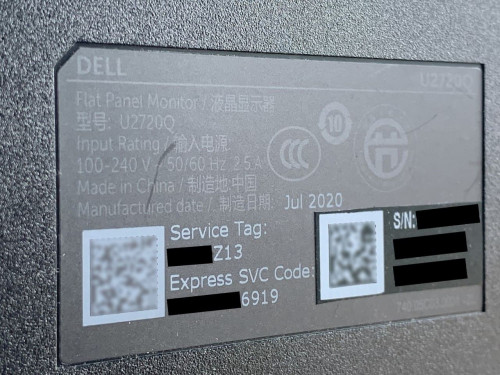 DELL
U2720Q
Flat Panel Monitor / 液晶显示器
型号: U2720Q
Input Rating / 输入电源:
100-240 V ~ 50/60 Hz 2.5 A
Made in China / 制造地:中国
Manufactured date / 制造日期: Jul 2020
10
CCC
Service Tag:
Z13
Express SVC Code:
6919
S/N: